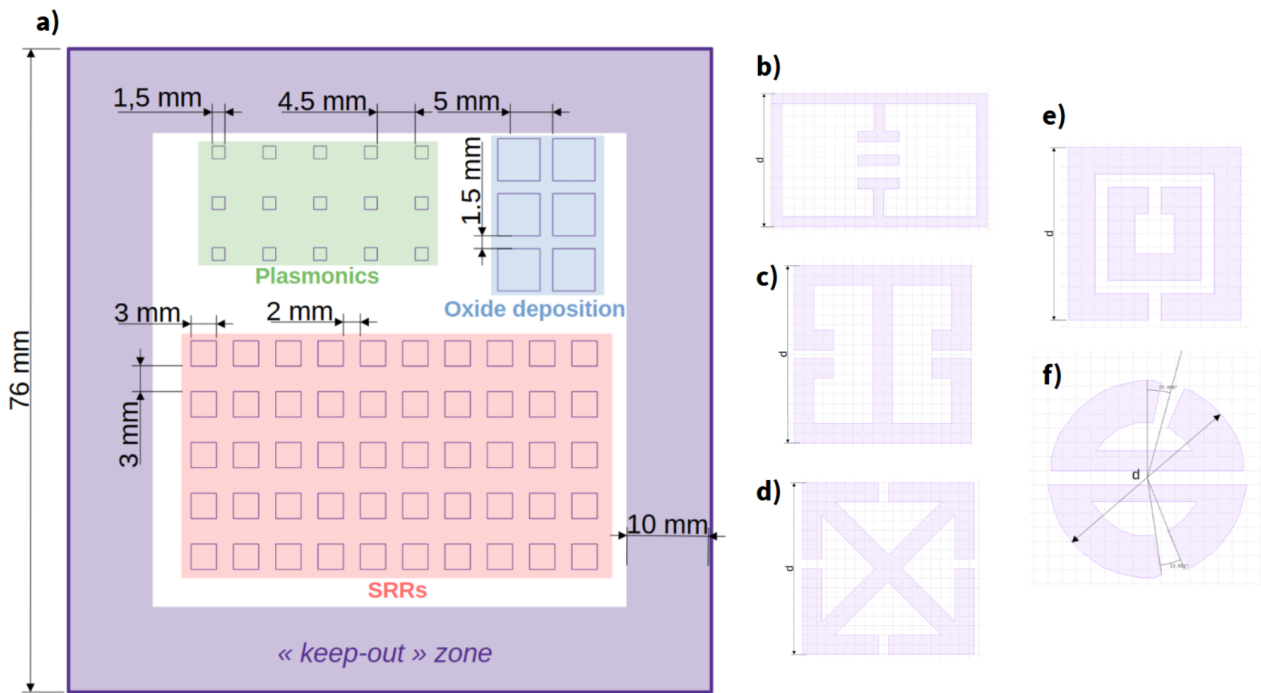 a)
1,5 mm
4.5 mm
5 mm
1.5 mm
Plasmonics
Oxide deposition
3 mm
2 mm
3 mm
76 mm
10 mm
SRRs
« keep-out » zone
b)
d
c)
d
d)
d
e)
d
f)
d